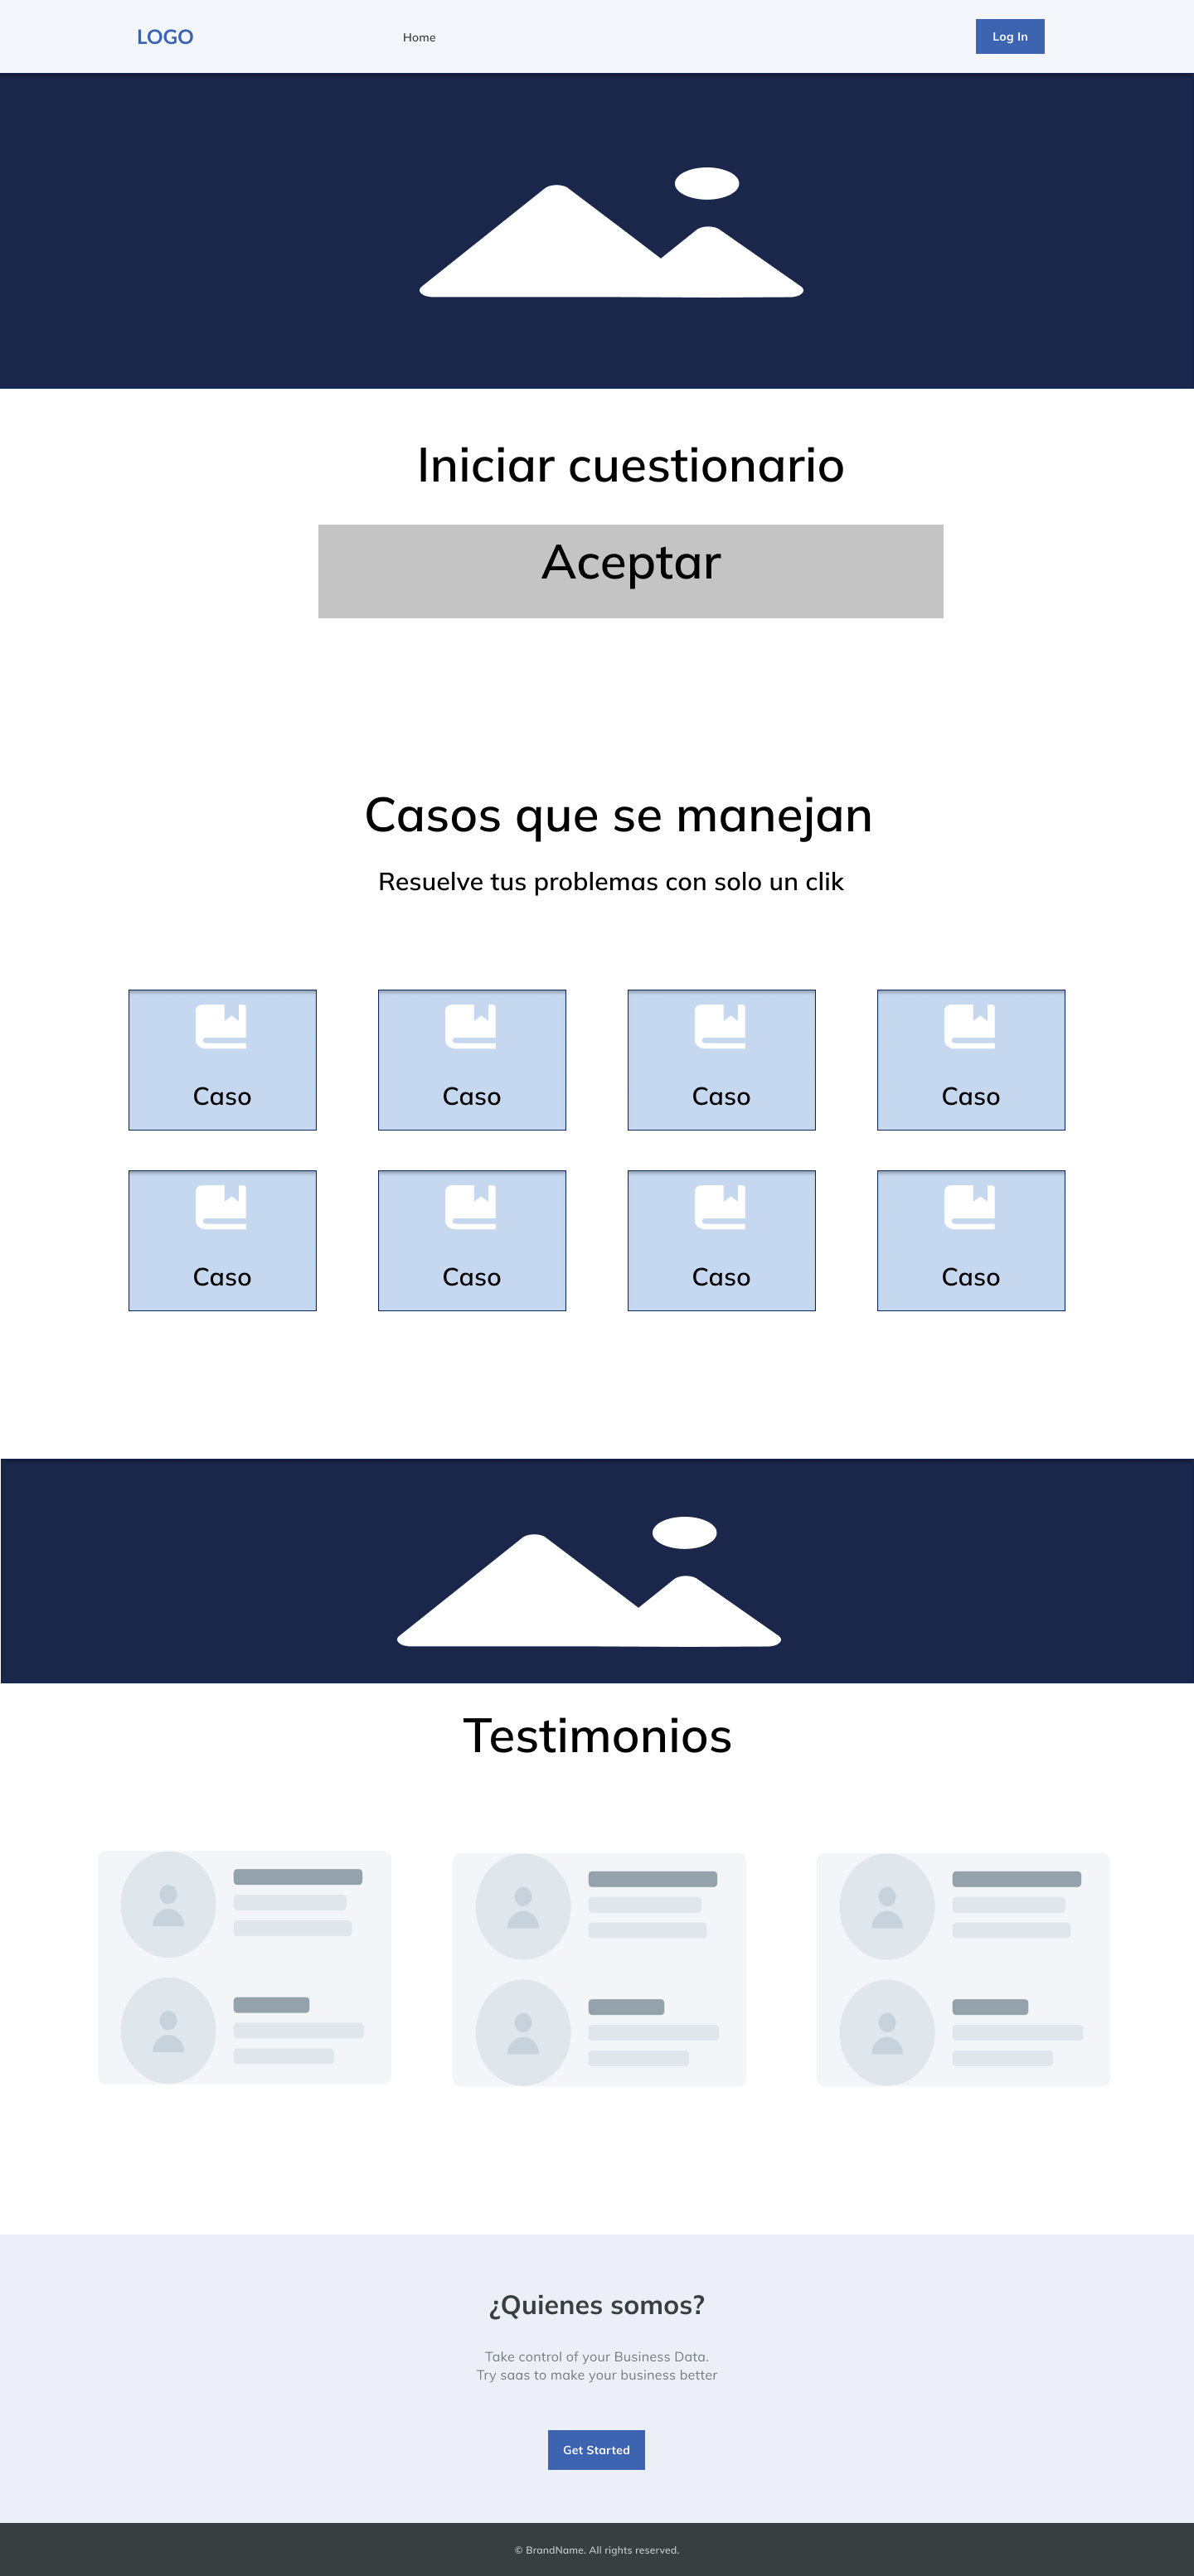 LOGO
Home
Log In
Iniciar cuestionario
Aceptar
Casos que se manejan
Resuelve tus problemas con solo un clik
Caso
Caso
Caso
Caso
Caso
Caso
Caso
Caso
Testimonios
¿Quienes somos?
Take control of your Business Data.
Try saas to make your business better
Get Started
© BrandName. All rights reserved.